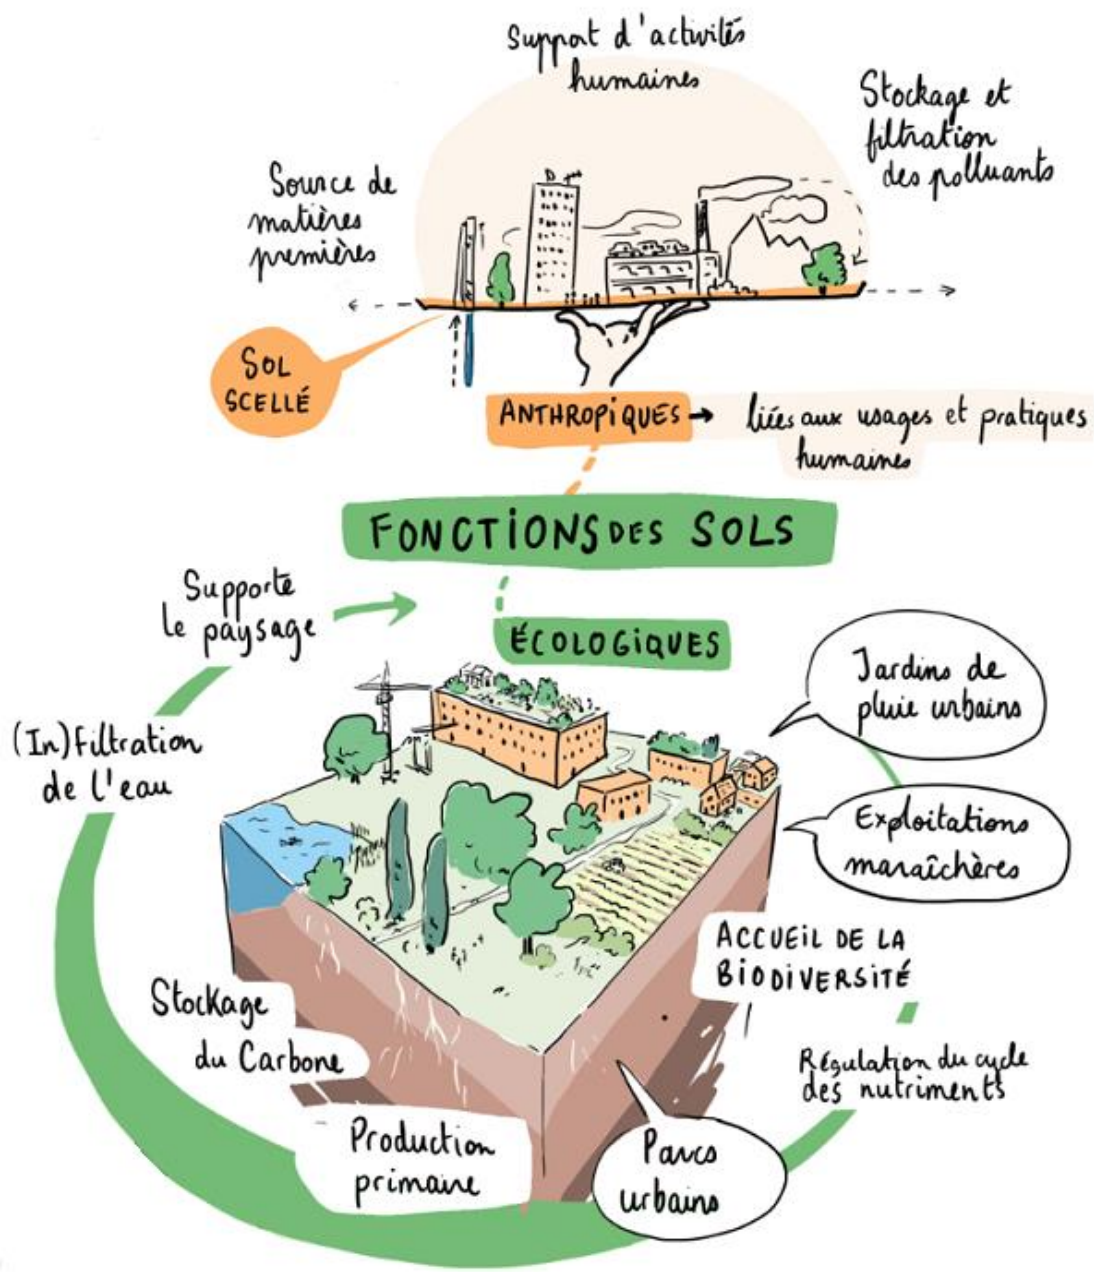 Support d'activités
humaines
Stockage et
filtration
des polluants
Source de
matières
premières
SOL
SCELLÉ
ANTHROPIQUES → liées aux usages et pratiques
humaines
FONCTIONS DES SOLS
Supporte
le paysage
ÉCOLOGIQUES
Jardins de
pluie urbains
(In)filtration
de l'eau
Exploitations
maraîchères
ACCUEIL DE LA
BIODIVERSITÉ
Stockage
du Carbone
Régulation du cycle
des nutriments
Production
primaire
Parcs
urbains